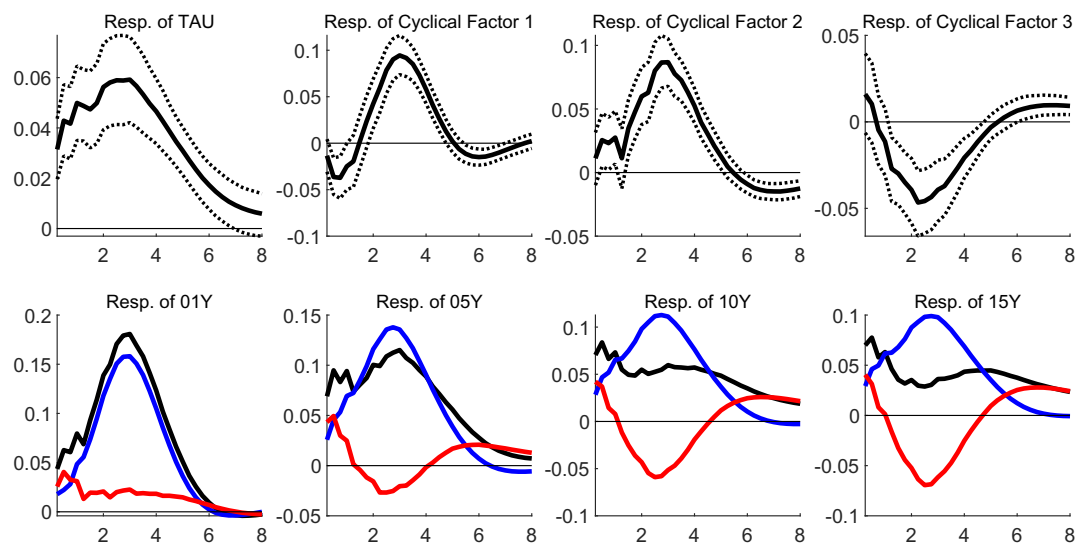 Resp. of TAU
0.06
0.04
0.02
0
2 4 6 8
Resp. of Cyclical Factor 1
0.1
0.05
0
-0.05
-0.1
2 4 6 8
Resp. of Cyclical Factor 2
0.1
0.05
0
-0.05
2 4 6 8
Resp. of Cyclical Factor 3
0.05
0
-0.05
2 4 6 8
Resp. of 01Y
0.2
0.15
0.1
0.05
0
2 4 6 8
Resp. of 05Y
0.15
0.1
0.05
0
-0.05
2 4 6 8
Resp. of 10Y
0.1
0.05
0
-0.05
-0.1
2 4 6 8
Resp. of 15Y
0.1
0.05
0
-0.05
-0.1
2 4 6 8